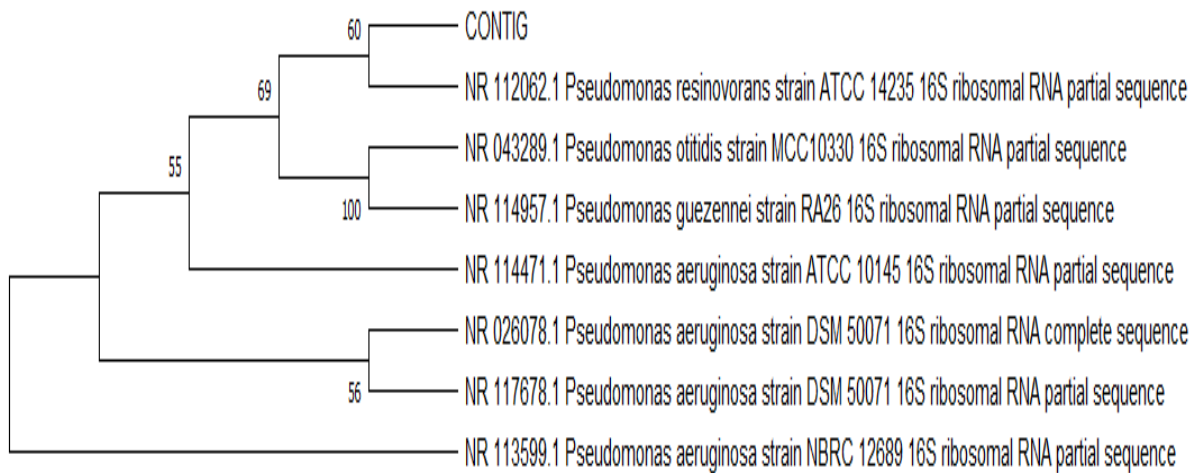 60
CONTIG
69
NR 112062.1 Pseudomonas resinovorans strain ATCC 14235 16S ribosomal RNA partial sequence
NR 043289.1 Pseudomonas otitidis strain MCC10330 16S ribosomal RNA partial sequence
55
100
NR 114957.1 Pseudomonas guezennei strain RA26 16S ribosomal RNA partial sequence
NR 114471.1 Pseudomonas aeruginosa strain ATCC 10145 16S ribosomal RNA partial sequence
NR 026078.1 Pseudomonas aeruginosa strain DSM 50071 16S ribosomal RNA complete sequence
56
NR 117678.1 Pseudomonas aeruginosa strain DSM 50071 16S ribosomal RNA partial sequence
NR 113599.1 Pseudomonas aeruginosa strain NBRC 12689 16S ribosomal RNA partial sequence